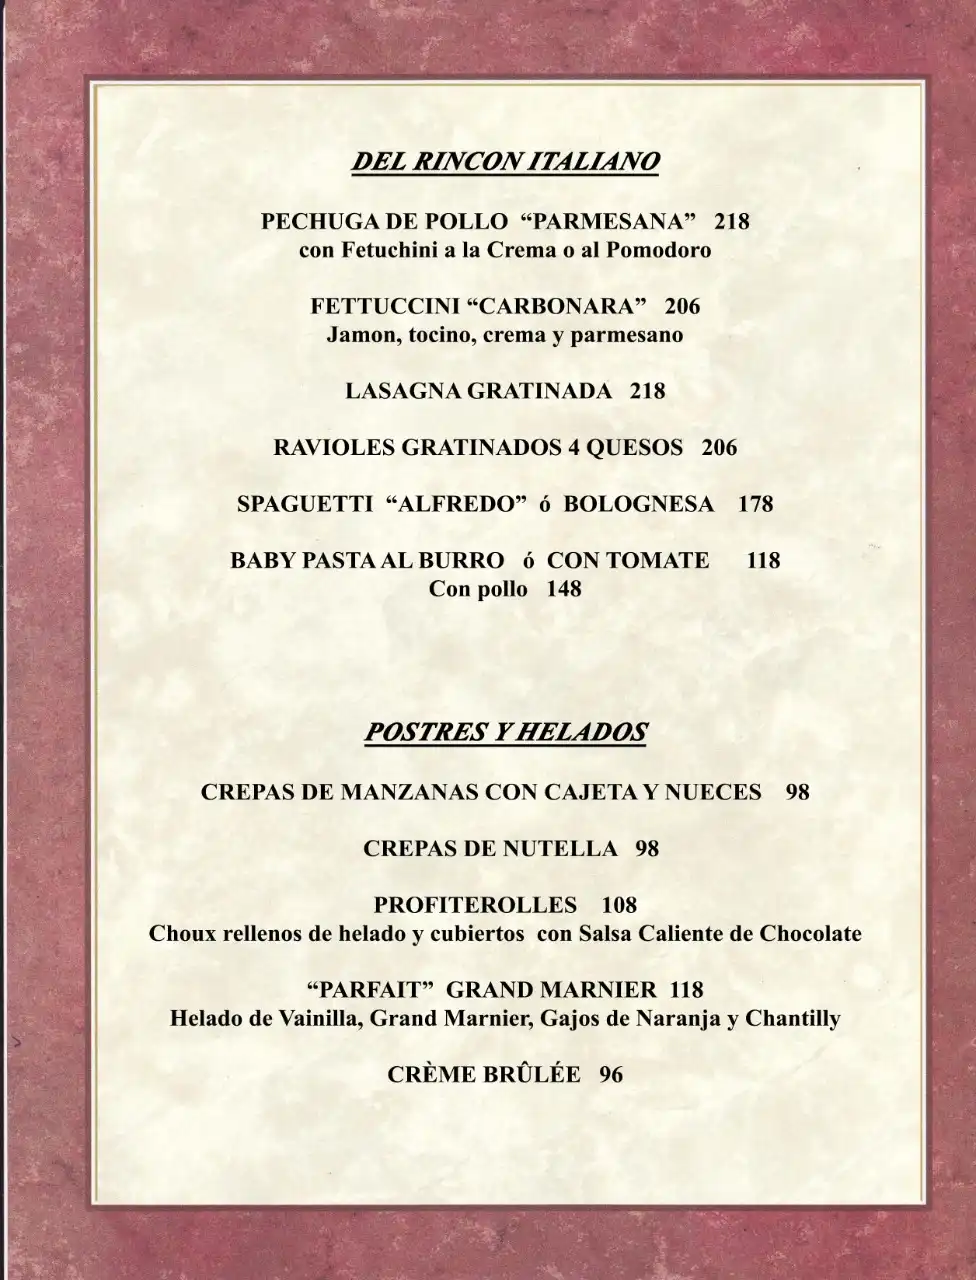 DEL RINCON ITALIANO
PECHUGA DE POLLO “PARMESANA” 218
con Fetuchini a la Crema o al Pomodoro
FETTUCCINI “CARBONARA” 206
Jamon, tocino, crema y parmesano
LASAGNA GRATINADA 218
RAVIOLES GRATINADOS 4 QUESOS 206
SPAGUETTI “ALFREDO” ó BOLOGNESA 178
BABY PASTA AL BURRO ó CON TOMATE 118
Con pollo 148
POSTRES Y HELADOS
CREPAS DE MANZANAS CON CAJETA Y NUECES 98
CREPAS DE NUTELLA 98
PROFITEROLLES 108
Choux rellenos de helado y cubiertos con Salsa Caliente de Chocolate
“PARFAIT” GRAND MARNIER 118
Helado de Vainilla, Grand Marnier, Gajos de Naranja y Chantilly
CRÈME BRÛLÉE 96